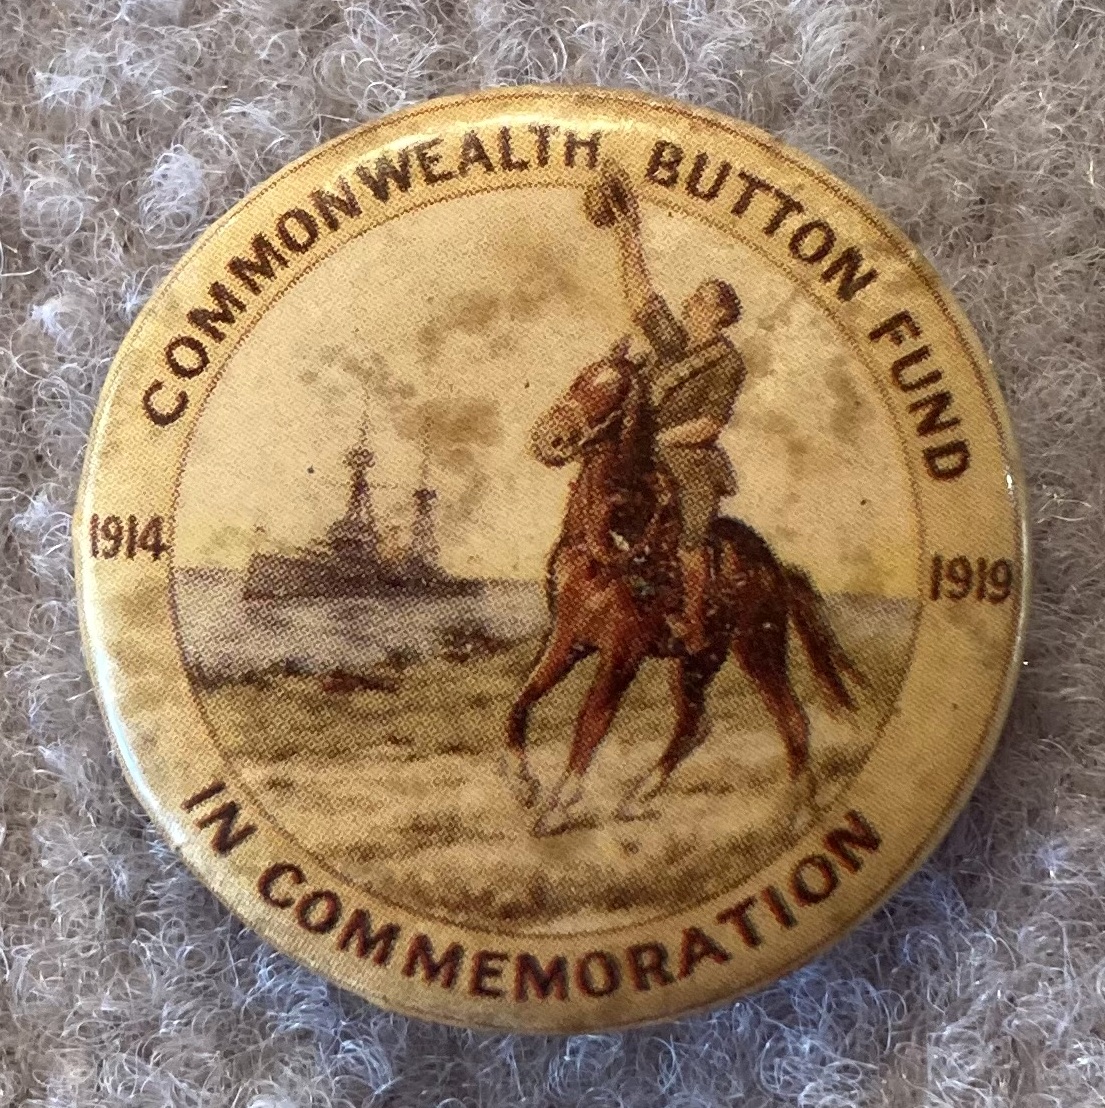 COMMONWEALTH BUTTON FUND
1914
1919
IN COMMEMORATION